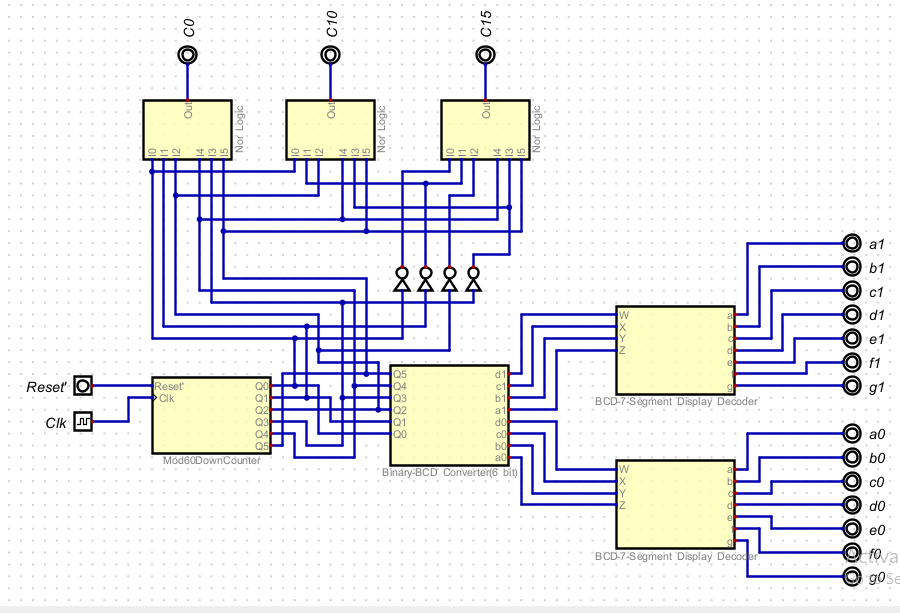 C0 C10 C15
Out Out Out
Nor Logic Nor Logic Nor Logic
I0 I1 I2 I4 I3 I5 I0 I1 I2 I4 I3 I5 I0 I1 I2 I4 I3 I5
a1
b1
c1
d1
e1
f1
g1
W a
X b
Y c
Z d
e
f
g
BCD-7-Segment Display Decoder
Reset'
Clk
Reset' Q0
Clk Q1
Q2
Q3
Q4
Q5
Mod60DownCounter
Q5 d1
Q4 c1
Q3 b1
Q2 a1
Q1 d0
Q0 c0
b0
a0
Binary-BCD Converter(6 bit)
W a
X b
Y c
Z d
e
f
g
BCD-7-Segment Display Decoder
a0
b0
c0
d0
e0
f0
g0